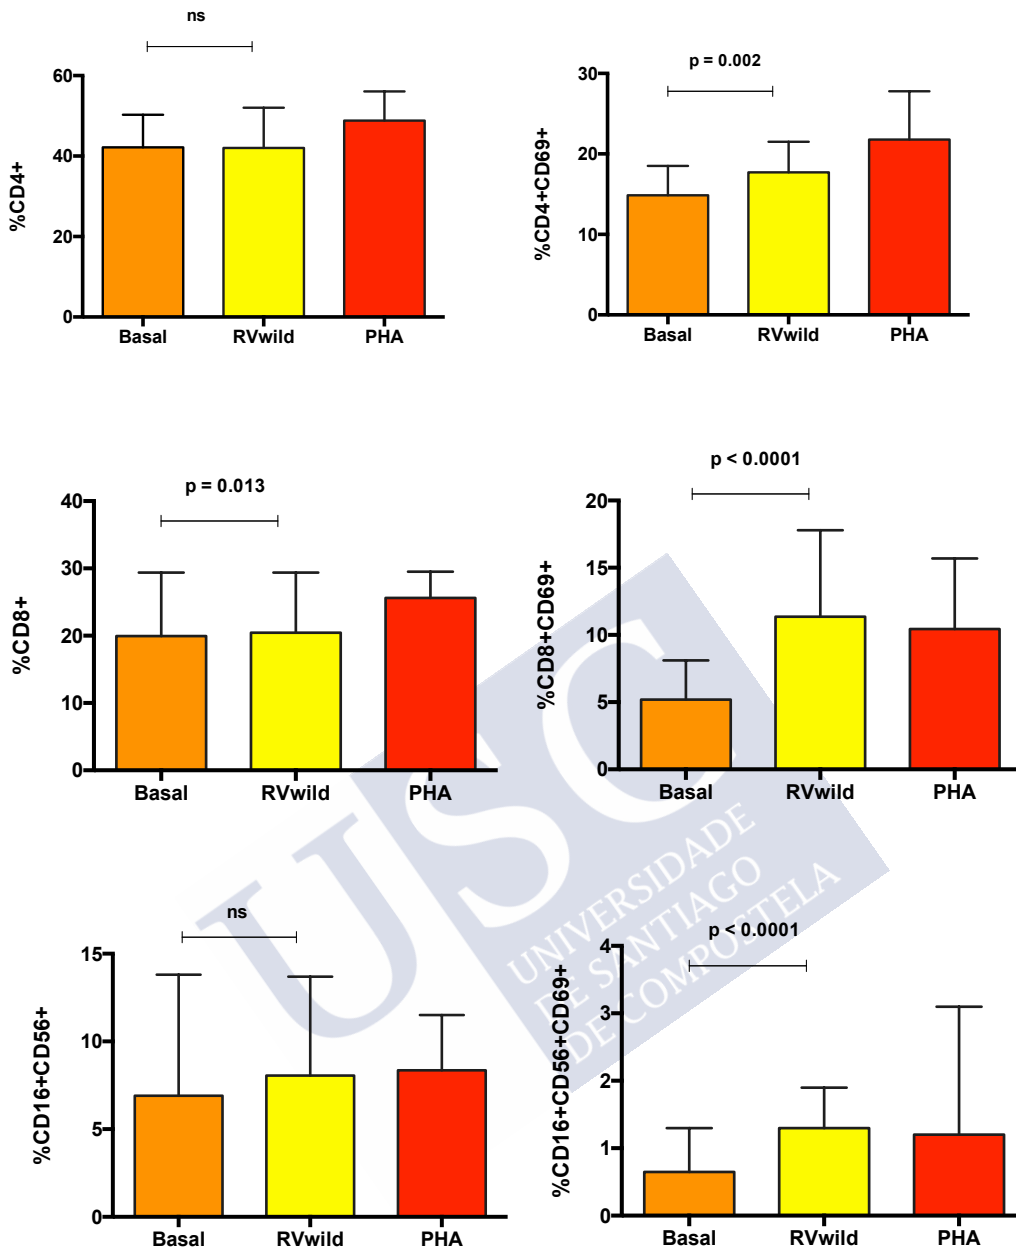 ns
%CD4+
60
40
20
0
Basal RVwild PHA
p = 0.002
%CD4+CD69+
30
20
10
0
Basal RVwild PHA
p = 0.013
%CD8+
40
30
20
10
0
Basal RVwild PHA
p < 0.0001
%CD8+CD69+
20
15
10
5
0
Basal RVwild PHA
ns
%CD16+CD56+
15
10
5
0
Basal RVwild PHA
p < 0.0001
%CD16+CD56+CD69+
4
3
2
1
0
Basal RVwild PHA
USC
UNIVERSIDADE
DE SANTIAGO
DE COMPOSTELA